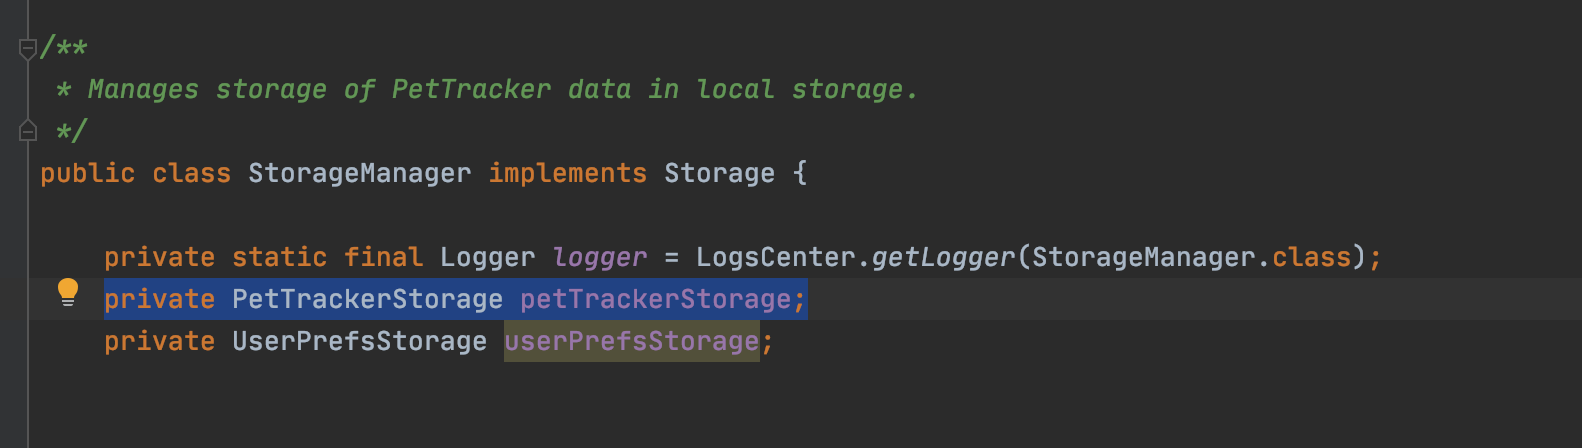 /**
 * Manages storage of PetTracker data in local storage.
 */
public class StorageManager implements Storage {
    private static final Logger logger = LogsCenter.getLogger(StorageManager.class);
    private PetTrackerStorage petTrackerStorage;
    private UserPrefsStorage userPrefsStorage;